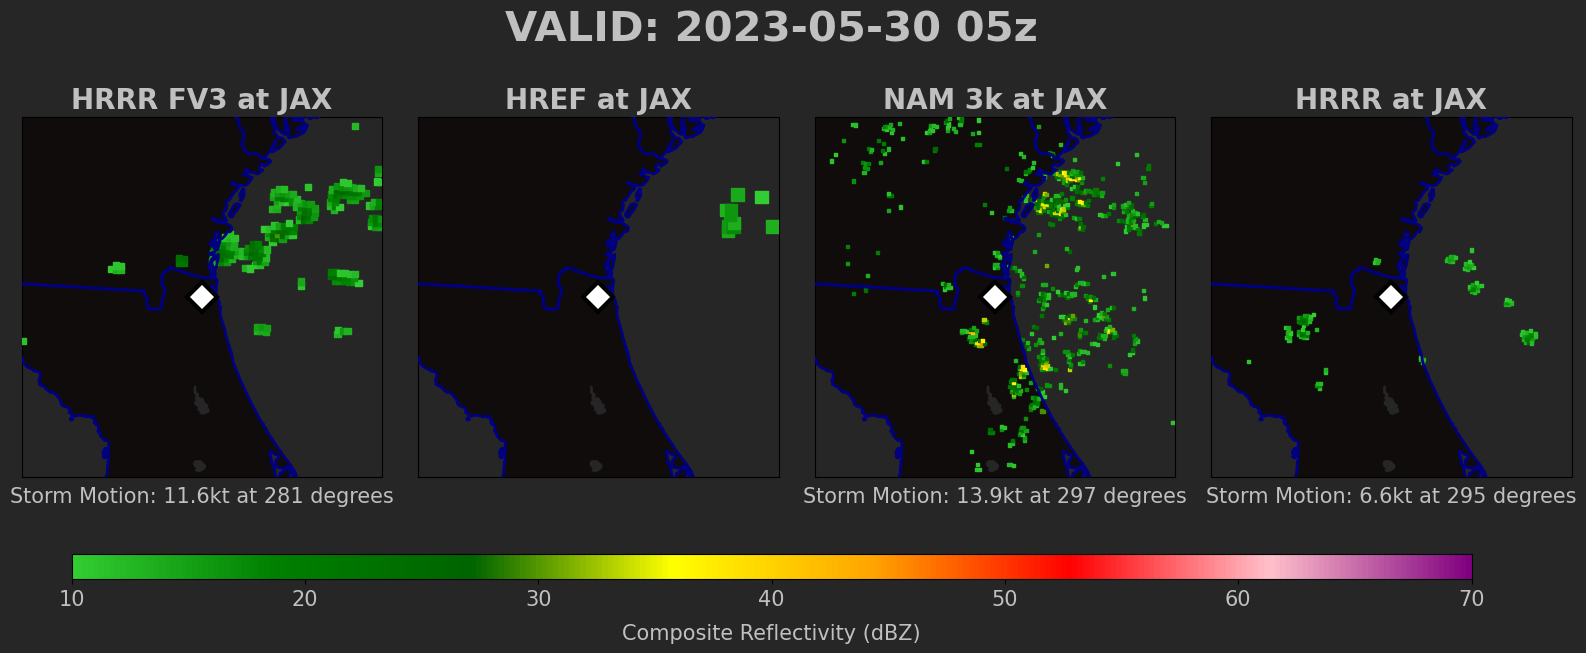 VALID: 2023-05-30 05z
HRRR FV3 at JAX
HREF at JAX
NAM 3k at JAX
HRRR at JAX
Storm Motion: 11.6kt at 281 degrees
Storm Motion: 13.9kt at 297 degrees
Storm Motion: 6.6kt at 295 degrees
10 20 30 40 50 60 70
Composite Reflectivity (dBZ)